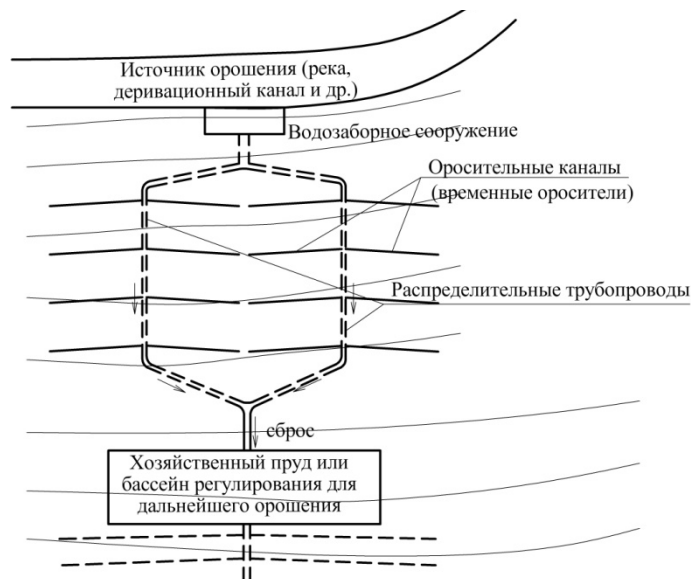 Источник орошения (река,
деривационный канал и др.)
Водозаборное сооружение
Оросительные каналы
(временные оросители)
Распределительные трубопроводы
сброс
Хозяйственный пруд или
бассейн регулирования для
дальнейшего орошения